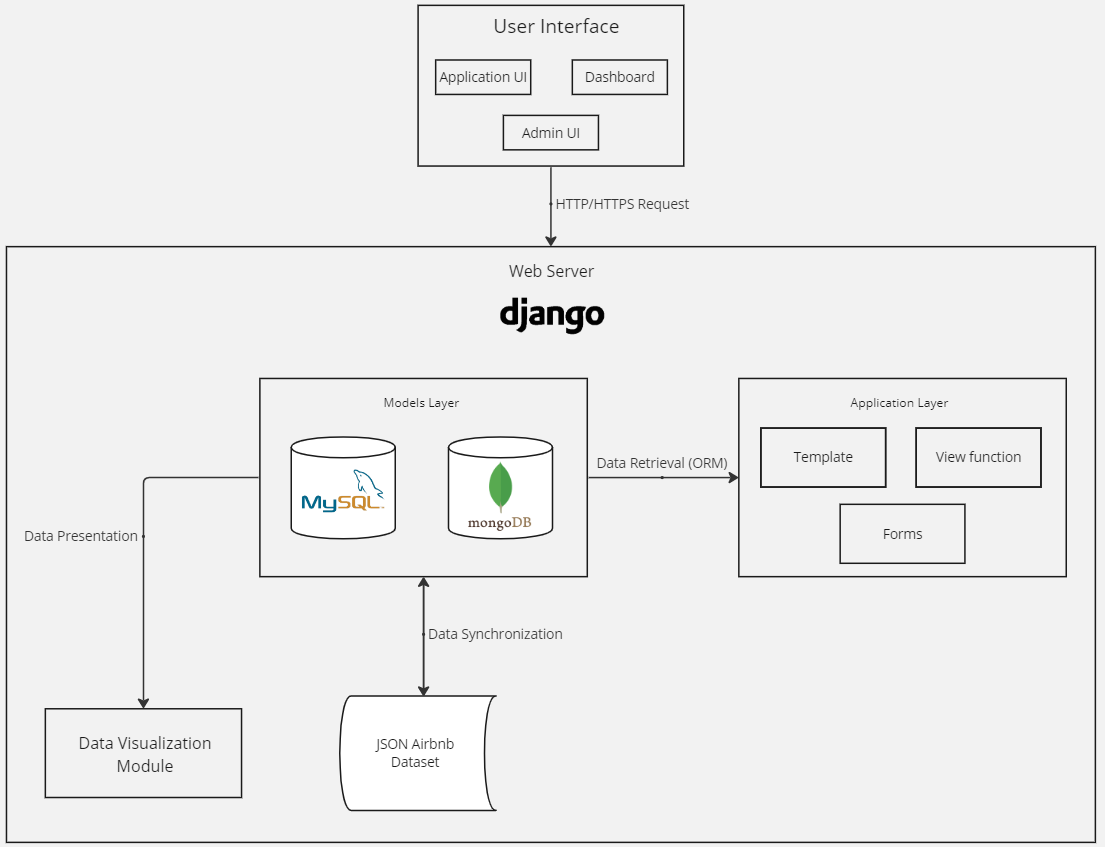 User Interface
Application UI
Dashboard
Admin UI
HTTP/HTTPS Request
Web Server
django
Models Layer
Application Layer
MySQL
mongoDB
Data Retrieval (ORM)
Template
View function
Forms
Data Presentation
Data Synchronization
Data Visualization
Module
JSON Airbnb
Dataset